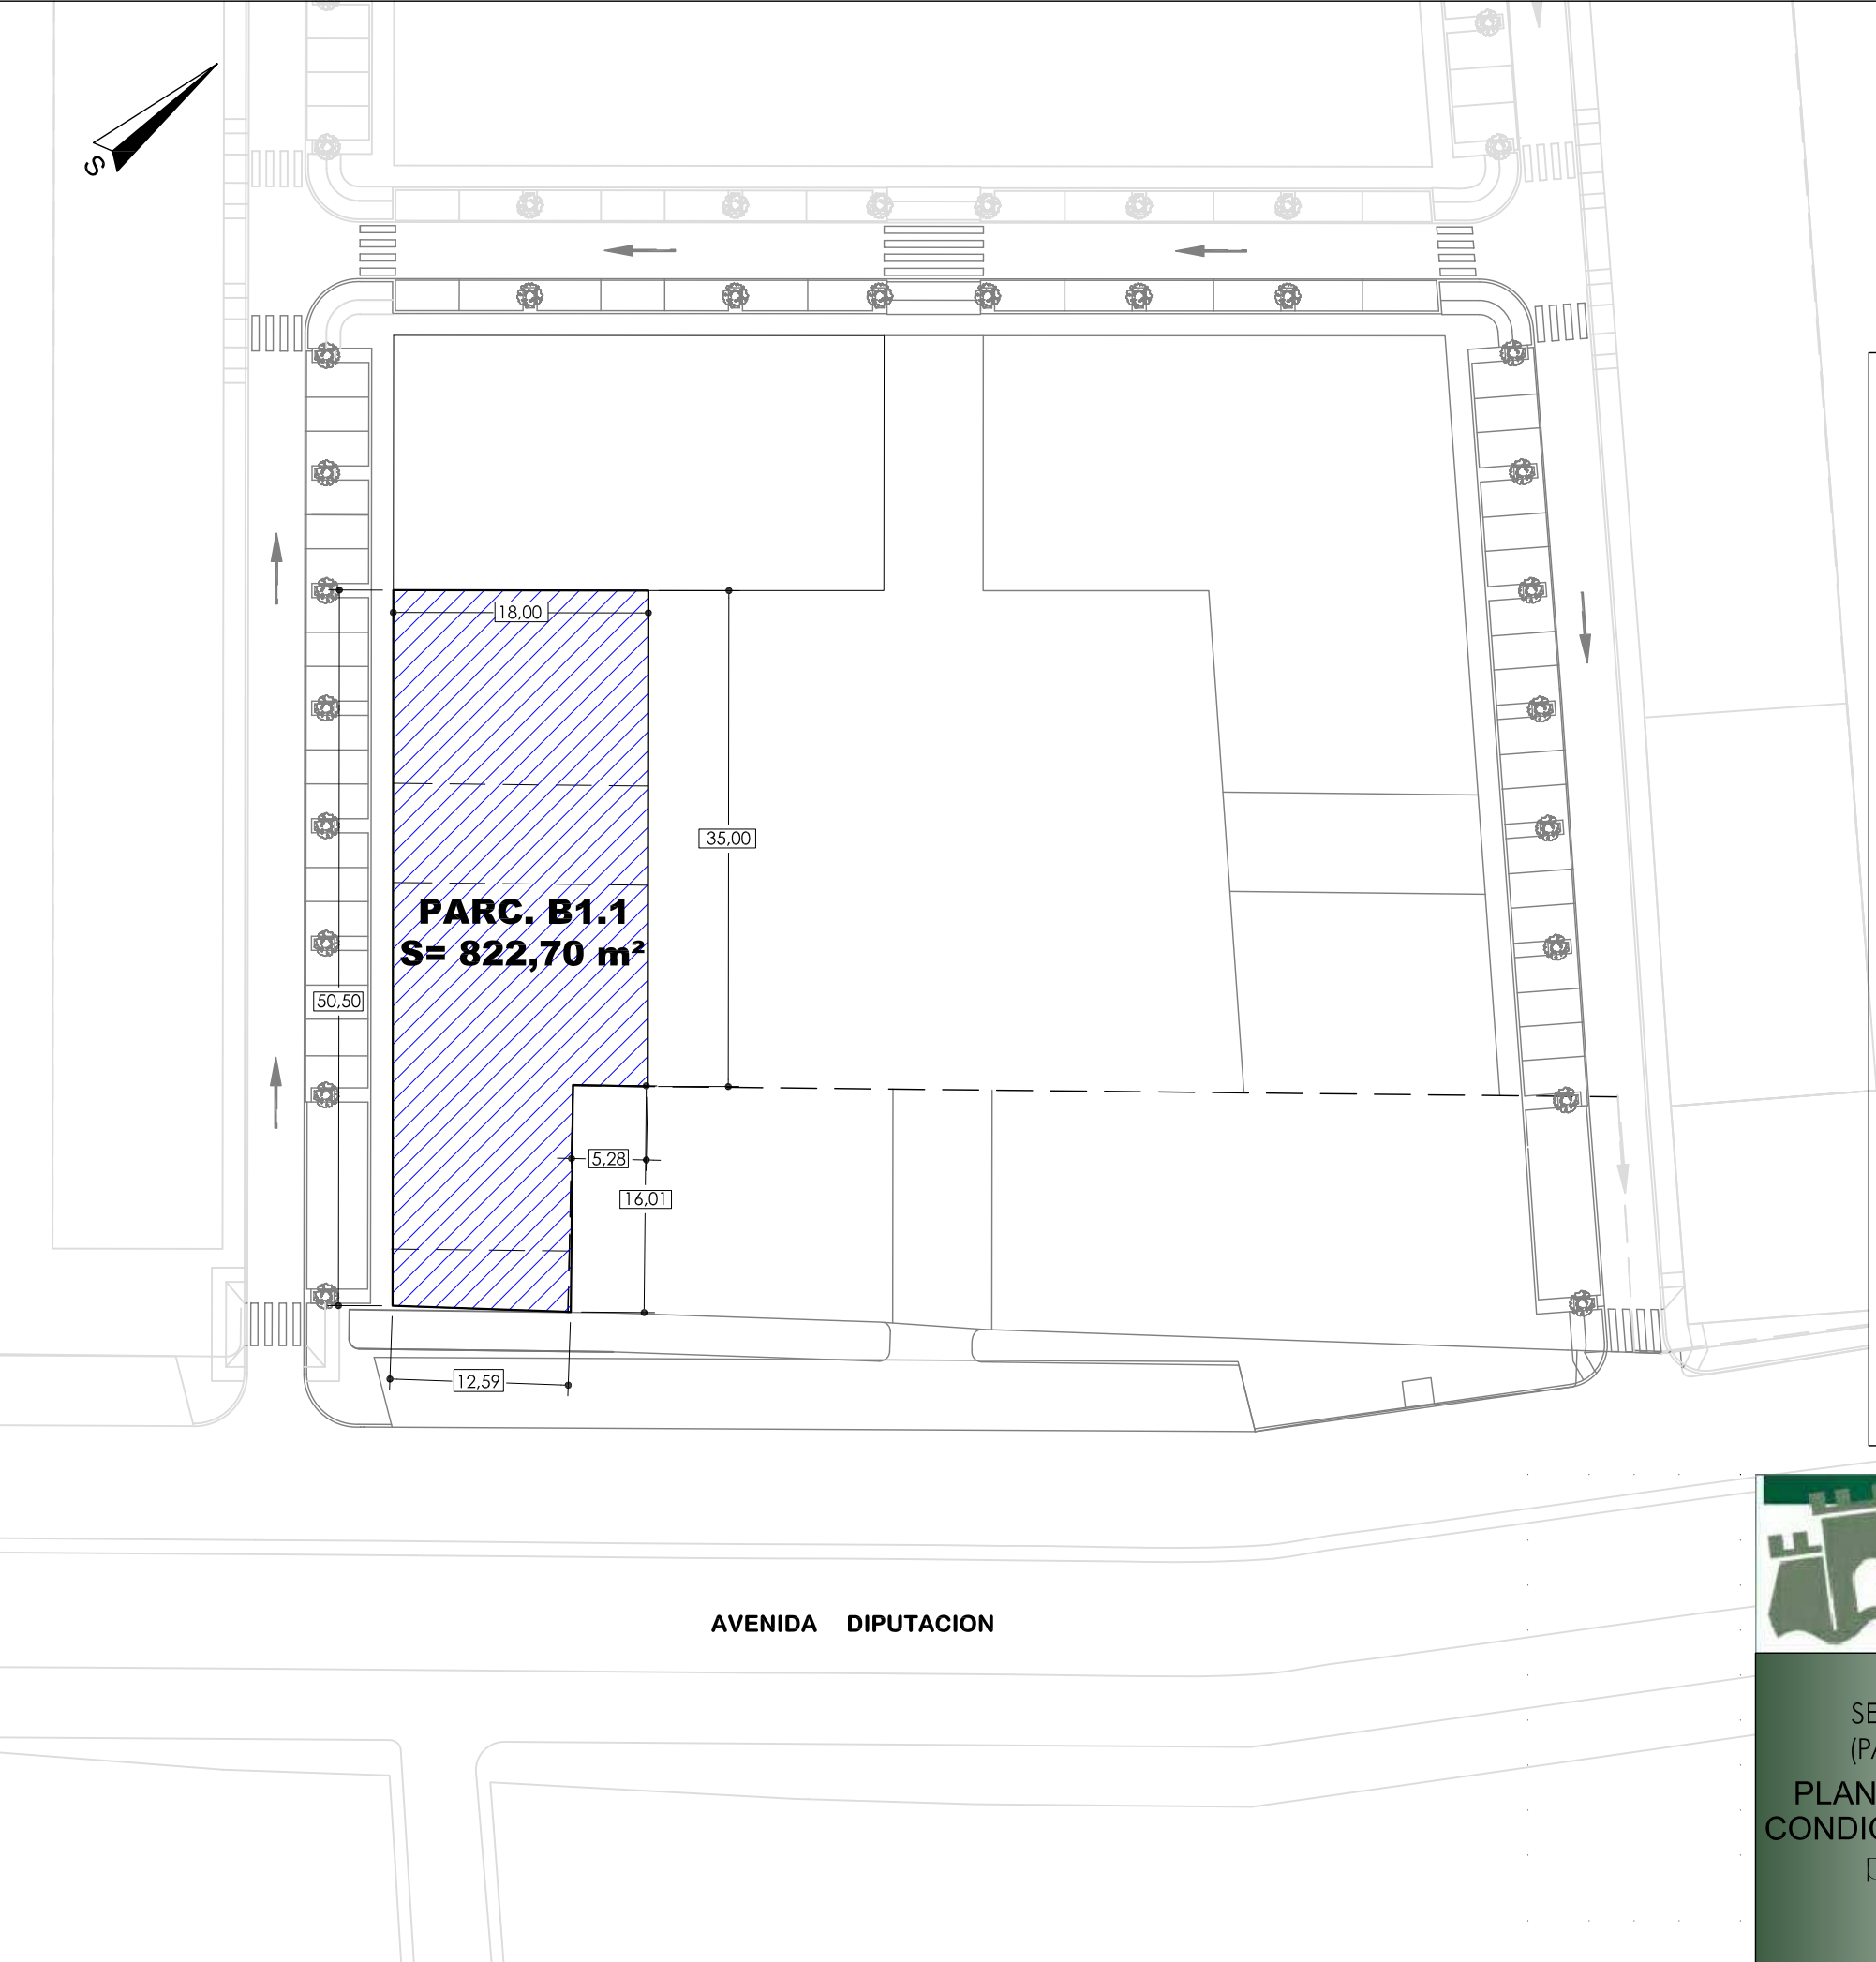 S
18,00
35,00
PARC. B1.1
S= 822,70 m²
50,50
5,28
16,01
12,59
AVENIDA DIPUTACION
SE
(PA
PLAN
CONDIC